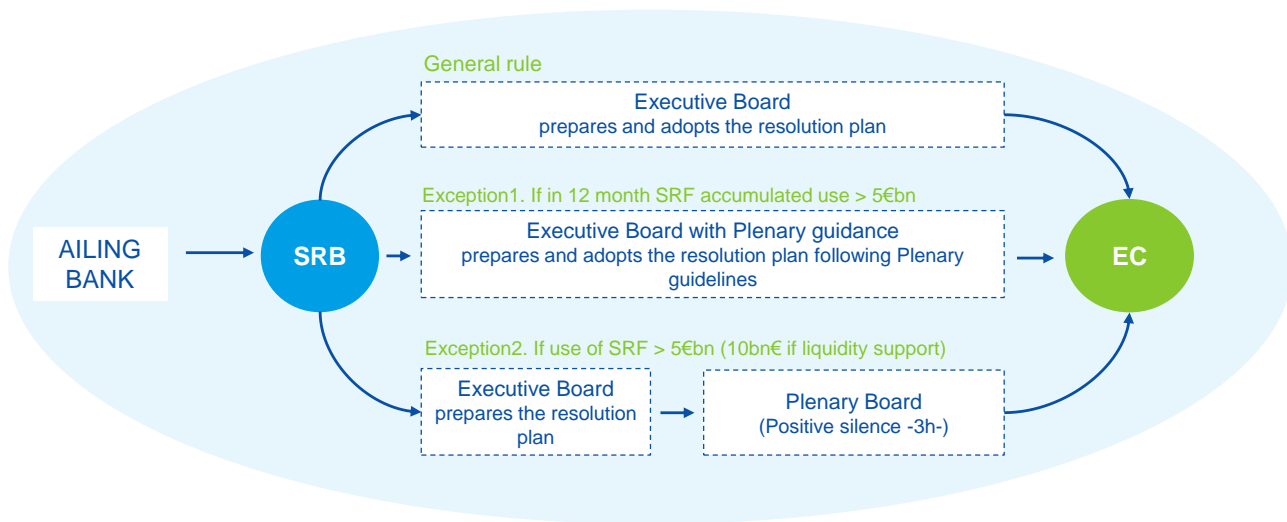 General rule
Executive Board
prepares and adopts the resolution plan
Exception1. If in 12 month SRF accumulated use > 5€bn
AILING
BANK
SRB
Executive Board with Plenary guidance
prepares and adopts the resolution plan following Plenary
guidelines
EC
Exception2. If use of SRF > 5€bn (10bn€ if liquidity support)
Executive Board
prepares the resolution
plan
Plenary Board
(Positive silence -3h-)